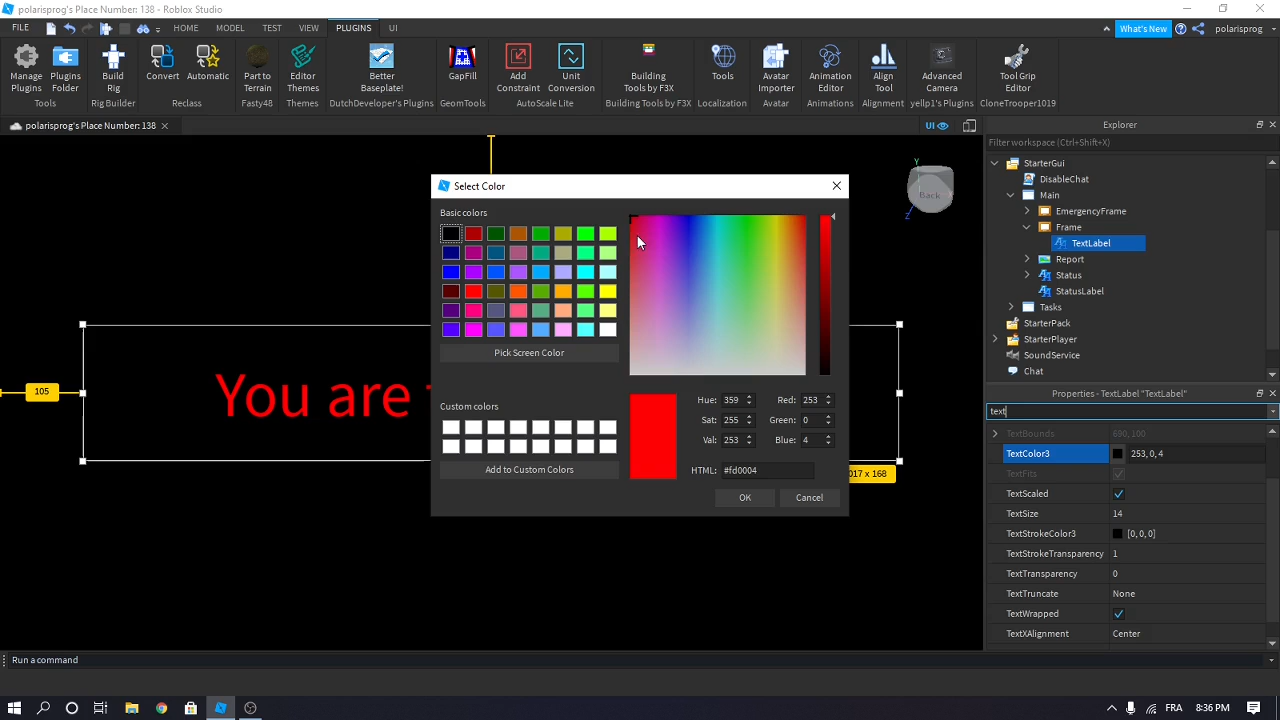 polarisprog's Place Number: 138 - Roblox Studio
FILE HOME MODEL TEST VIEW PLUGINS UI What's New polarisprog
Manage Plugins
Plugins Folder
Build Rig
Convert
Automatic
Part to Terrain
Editor Themes
Better Baseplate!
GapFill
Add Constraint
Unit Conversion
Building Tools by F3X
Tools
Avatar Importer
Animation Editor
Align Tool
Advanced Camera
Tool Grip Editor
Tools Rig Builder Reclass Fasty48 Themes DutchDeveloper's Plugins GeomTools AutoScale Lite Building Tools by F3X Localization Avatar Animations Alignment yellp1's Plugins CloneTrooper1019
polarisprog's Place Number: 138
UI
Explorer
Filter workspace (Ctrl+Shift+X)
StarterGui
DisableChat
Main
EmergencyFrame
Frame
TextLabel
Report
Status
StatusLabel
Tasks
StarterPack
StarterPlayer
SoundService
Chat
Y
Back
Z
Select Color
Basic colors
Pick Screen Color
Custom colors
Add to Custom Colors
Hue: 359 Red: 253
Sat: 255 Green: 0
Val: 253 Blue: 4
HTML: #fd0004
OK Cancel
105
You are
017 x 168
Properties - TextLabel "TextLabel"
text
TextBounds 690, 100
TextColor3 253, 0, 4
TextFits
TextScaled
TextSize 14
TextStrokeColor3 [0, 0, 0]
TextStrokeTransparency 1
TextTransparency 0
TextTruncate None
TextWrapped
TextXAlignment Center
Run a command
FRA 8:36 PM